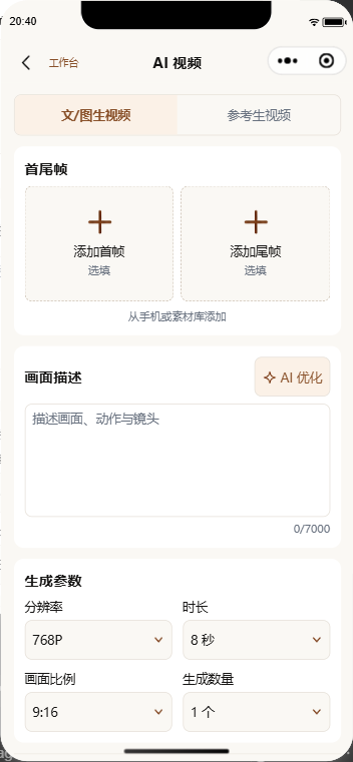 20:40
工作台
AI 视频
文/图生视频
参考生视频
首尾帧
添加首帧
选填
添加尾帧
选填
从手机或素材库添加
画面描述
AI 优化
描述画面、动作与镜头
0/7000
生成参数
分辨率
时长
768P
8 秒
画面比例
生成数量
9:16
1 个